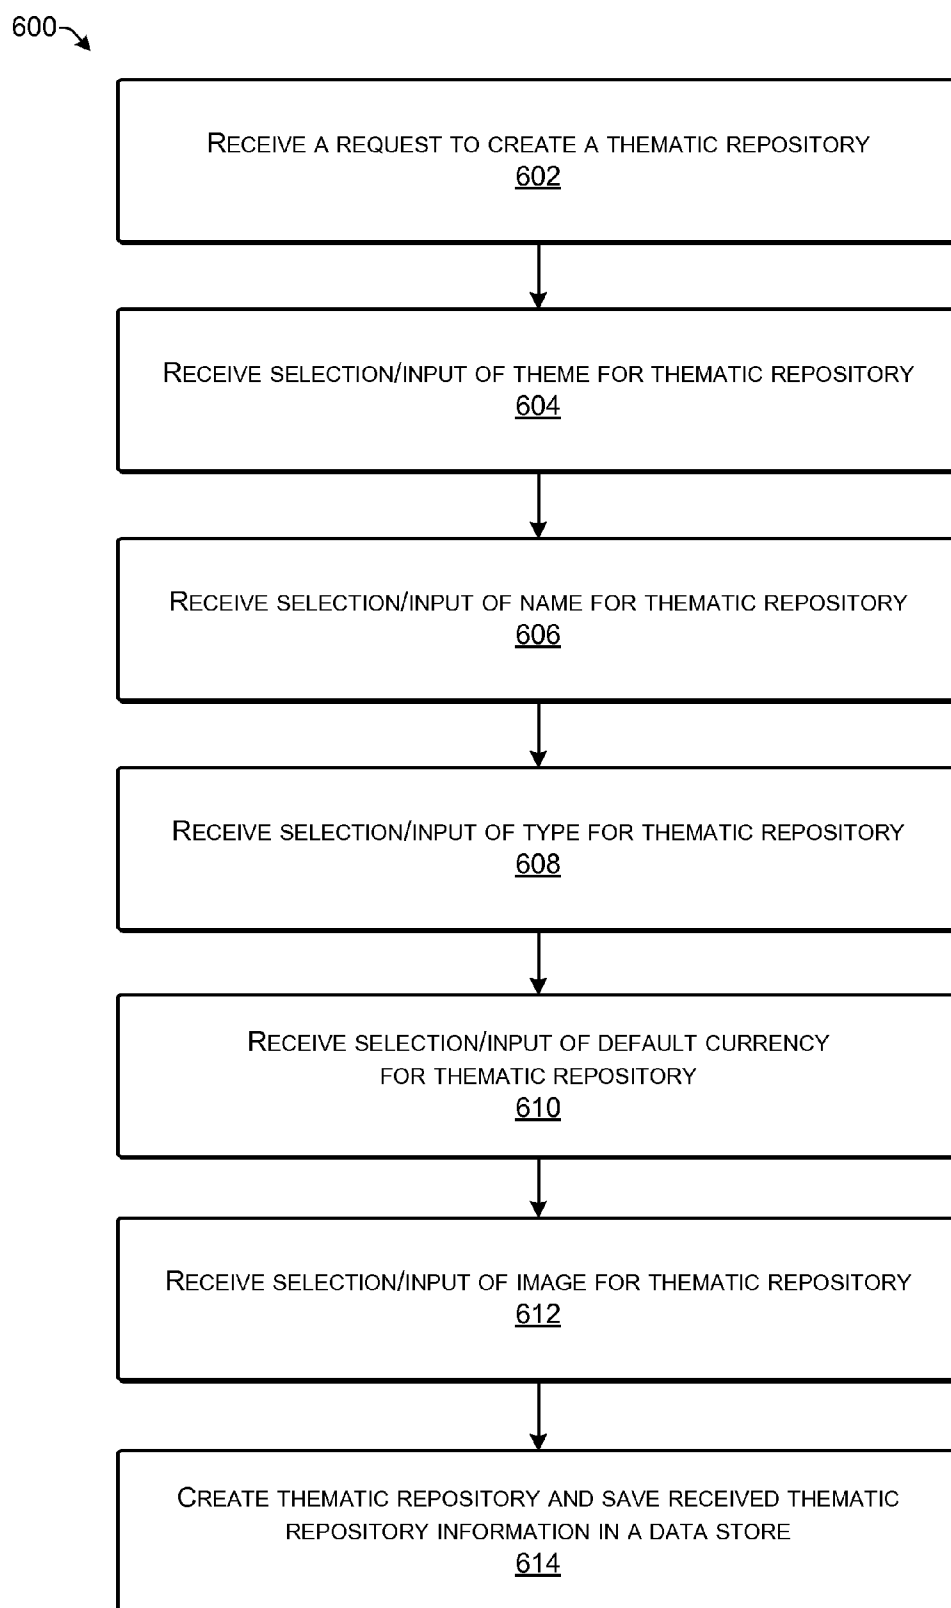 600
RECEIVE A REQUEST TO CREATE A THEMATIC REPOSITORY
602
RECEIVE SELECTION/INPUT OF THEME FOR THEMATIC REPOSITORY
604
RECEIVE SELECTION/INPUT OF NAME FOR THEMATIC REPOSITORY
606
RECEIVE SELECTION/INPUT OF TYPE FOR THEMATIC REPOSITORY
608
RECEIVE SELECTION/INPUT OF DEFAULT CURRENCY
FOR THEMATIC REPOSITORY
610
RECEIVE SELECTION/INPUT OF IMAGE FOR THEMATIC REPOSITORY
612
CREATE THEMATIC REPOSITORY AND SAVE RECEIVED THEMATIC
REPOSITORY INFORMATION IN A DATA STORE
614